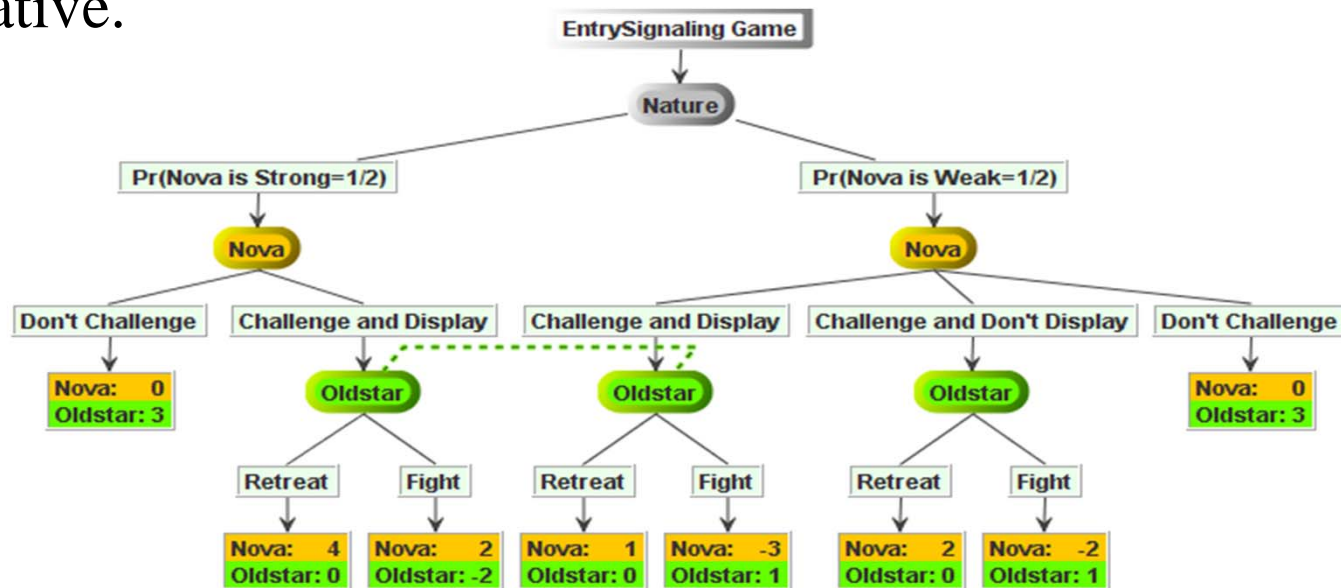 ative.
EntrySignaling Game
Nature
Pr(Nova is Strong=1/2) Pr(Nova is Weak=1/2)
Nova Nova
Don't Challenge Challenge and Display Challenge and Display Challenge and Don't Display Don't Challenge
Nova: 0 Oldstar Oldstar Oldstar Nova: 0
Oldstar: 3 Oldstar: 3
Retreat Fight Retreat Fight Retreat Fight
Nova: 4 Nova: 2 Nova: 1 Nova: -3 Nova: 2 Nova: -2
Oldstar: 0 Oldstar: -2 Oldstar: 0 Oldstar: 1 Oldstar: 0 Oldstar: 1